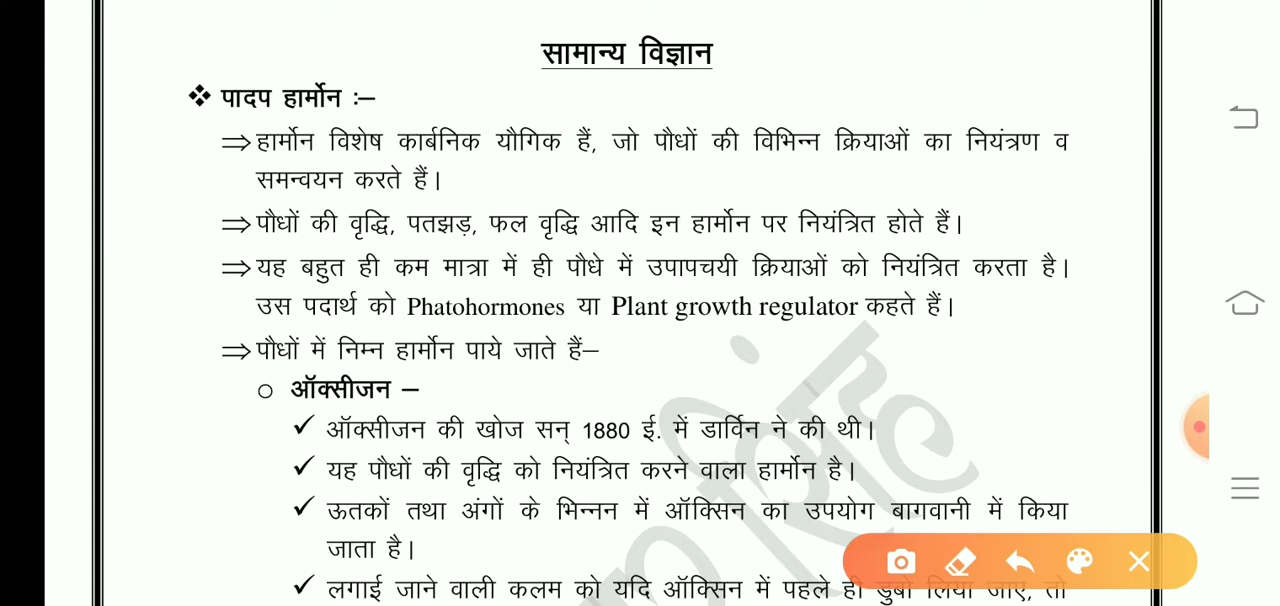 सामान्य विज्ञान
❖ पादप हार्मोन :–
⇒ हार्मोन विशेष कार्बनिक यौगिक हैं, जो पौधों की विभिन्न क्रियाओं का नियंत्रण व
समन्वयन करते हैं।
⇒ पौधों की वृद्धि, पतझड़, फल वृद्धि आदि इन हार्मोन पर नियंत्रित होते हैं।
⇒ यह बहुत ही कम मात्रा में ही पौधे में उपापचयी क्रियाओं को नियंत्रित करता है।
उस पदार्थ को Phatohormones या Plant growth regulator कहते हैं।
⇒ पौधों में निम्न हार्मोन पाये जाते हैं–
○ ऑक्सीजन –
✓ ऑक्सीजन की खोज सन् 1880 ई. में डार्विन ने की थी।
✓ यह पौधों की वृद्धि को नियंत्रित करने वाला हार्मोन है।
✓ ऊतकों तथा अंगों के भिन्नन में ऑक्सिन का उपयोग बागवानी में किया
जाता है।
✓ लगाई जाने वाली कलम को यदि ऑक्सिन में पहले ही डुबो लिया जाए, तो
सिंह